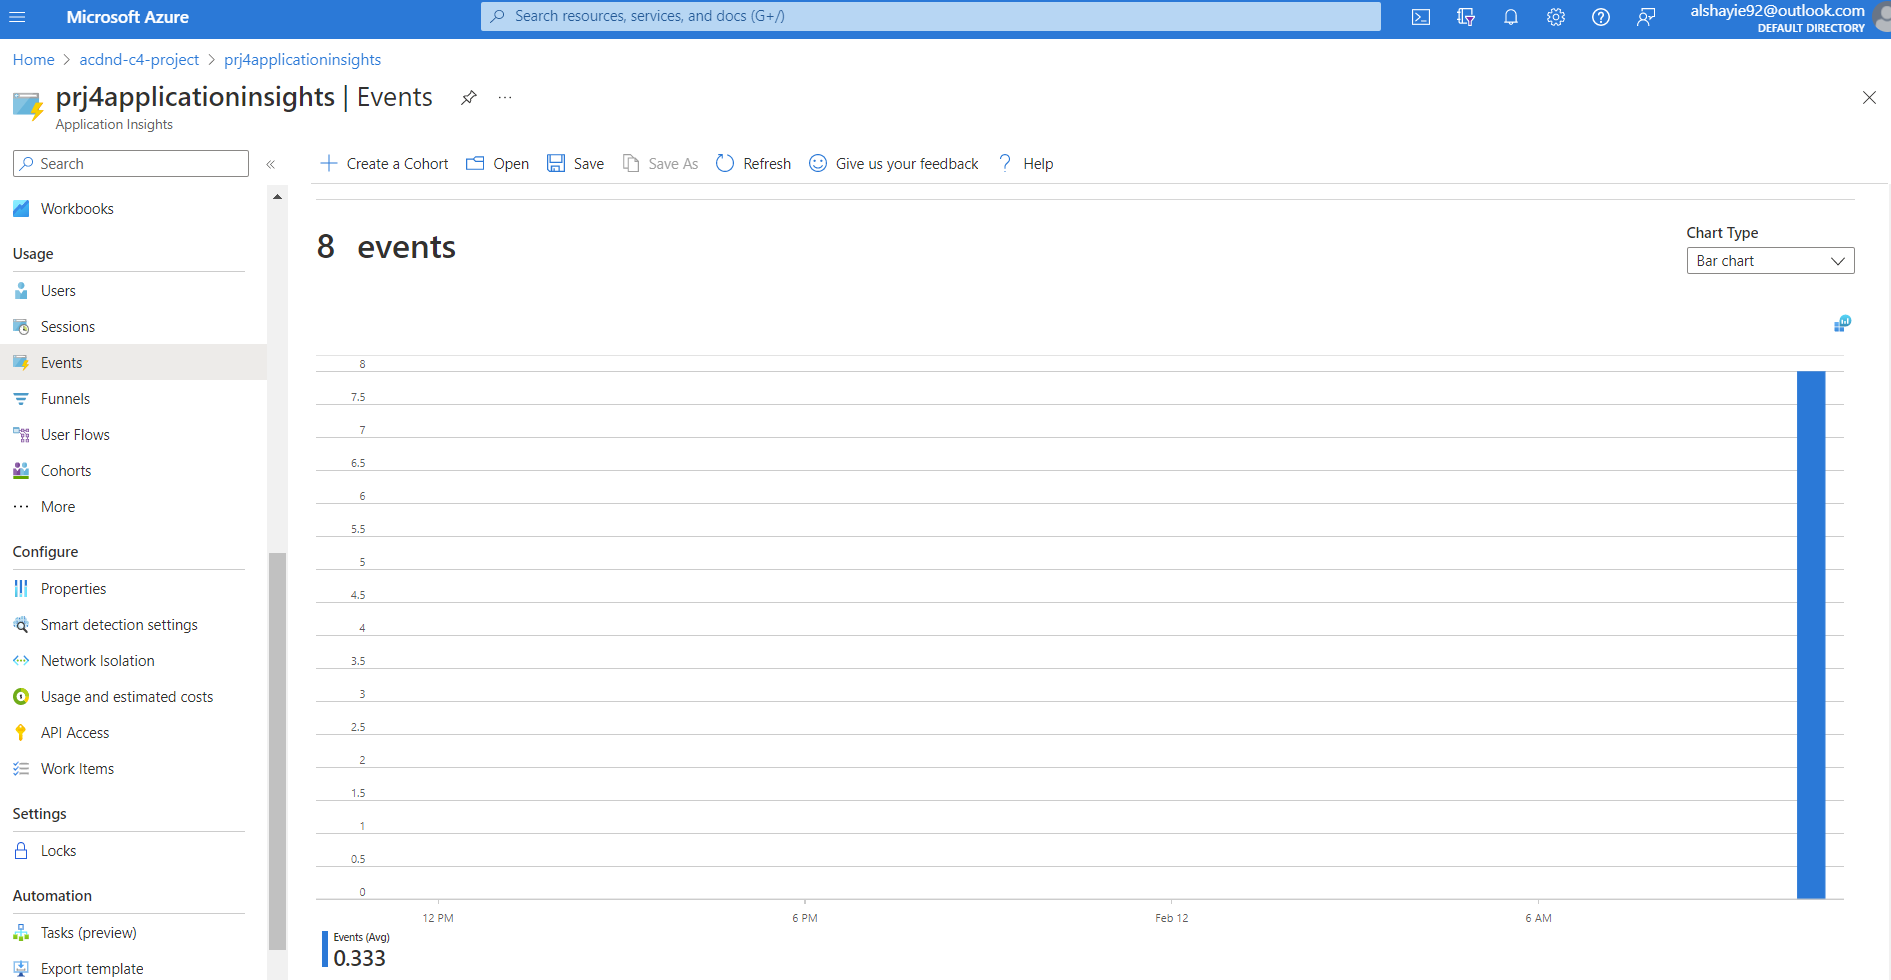 Microsoft Azure
Search resources, services, and docs (G+/)
alshayie92@outlook.com
DEFAULT DIRECTORY
Home > acdnd-c4-project > prj4applicationinsights
prj4applicationinsights | Events
Application Insights
Search
Create a Cohort Open Save Save As Refresh Give us your feedback Help
Workbooks
Usage
Users
Sessions
Events
Funnels
User Flows
Cohorts
More
Configure
Properties
Smart detection settings
Network Isolation
Usage and estimated costs
API Access
Work Items
Settings
Locks
Automation
Tasks (preview)
Export template
8 events
Chart Type
Bar chart
8
7.5
7
6.5
6
5.5
5
4.5
4
3.5
3
2.5
2
1.5
1
0.5
0
12 PM 6 PM Feb 12 6 AM
Events (Avg)
0.333